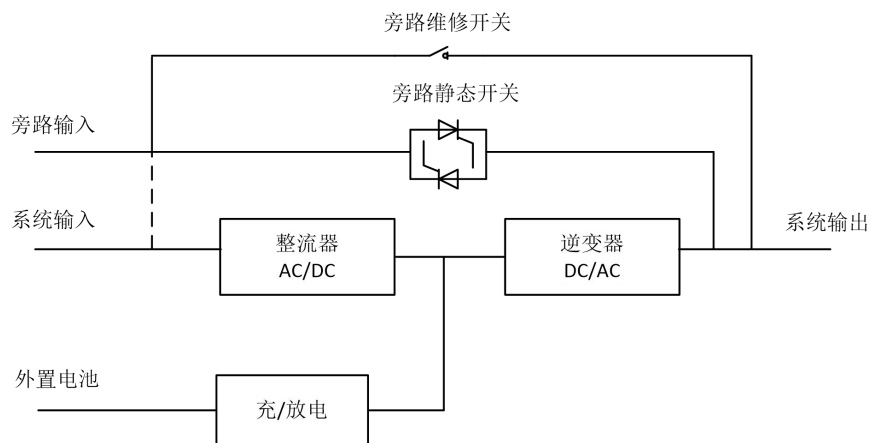 旁路维修开关
旁路静态开关
旁路输入
系统输入
整流器
AC/DC
逆变器
DC/AC
系统输出
外置电池
充/放电